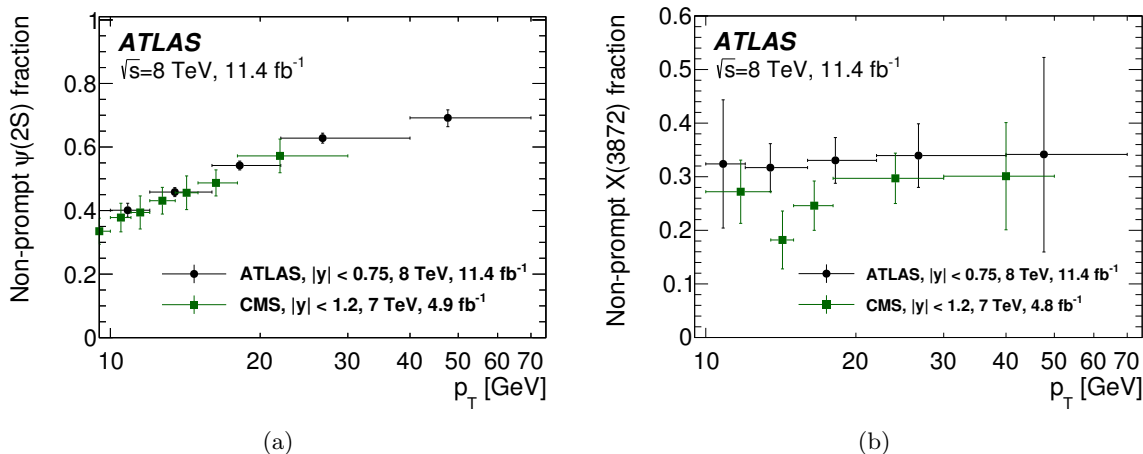 Non-prompt ψ(2S) fraction
1
0.8
0.6
0.4
0.2
0
ATLAS
√s=8 TeV, 11.4 fb⁻¹
ATLAS, |y| < 0.75, 8 TeV, 11.4 fb⁻¹
CMS, |y| < 1.2, 7 TeV, 4.9 fb⁻¹
10 20 30 40 50 60 70
p_T [GeV]
(a)
Non-prompt X(3872) fraction
0.6
0.5
0.4
0.3
0.2
0.1
0
ATLAS
√s=8 TeV, 11.4 fb⁻¹
ATLAS, |y| < 0.75, 8 TeV, 11.4 fb⁻¹
CMS, |y| < 1.2, 7 TeV, 4.8 fb⁻¹
10 20 30 40 50 60 70
p_T [GeV]
(b)